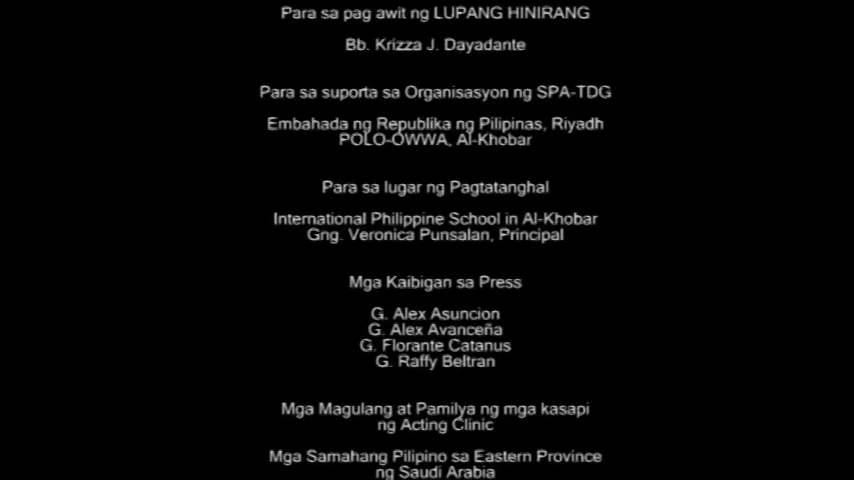 Para sa pag awit ng LUPANG HINIRANG
Bb. Krizza J. Dayadante
Para sa suporta sa Organisasyon ng SPA-TDG
Embahada ng Republika ng Pilipinas, Riyadh
POLO-OWWA, Al-Khobar
Para sa lugar ng Pagtatanghal
International Philippine School in Al-Khobar
Gng. Veronica Punsalan, Principal
Mga Kaibigan sa Press
G. Alex Asuncion
G. Alex Avanceña
G. Florante Catanus
G. Raffy Beltran
Mga Magulang at Pamilya ng mga kasapi
ng Acting Clinic
Mga Samahang Pilipino sa Eastern Province
ng Saudi Arabia